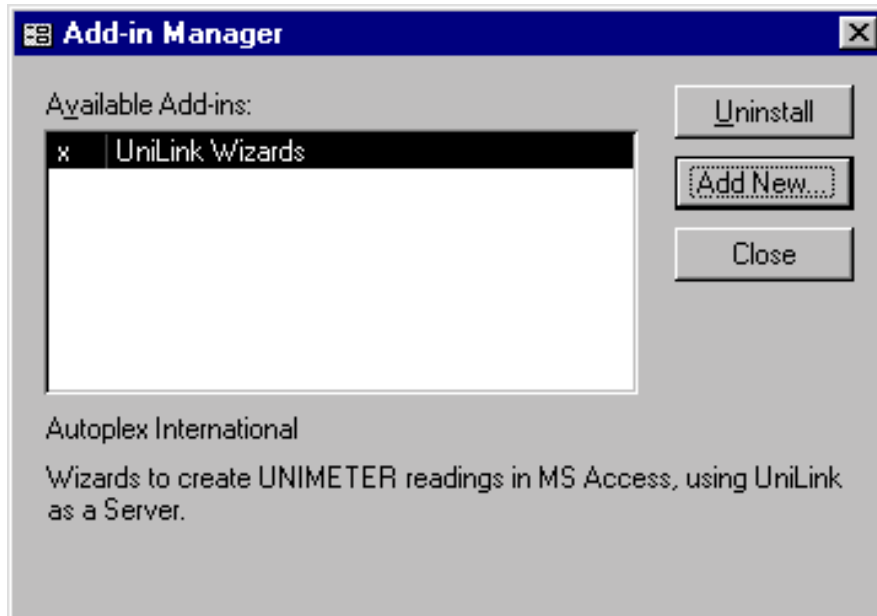 Add-in Manager
Available Add-ins:
Uninstall
x UniLink Wizards
Add New...
Close
Autoplex International
Wizards to create UNIMETER readings in MS Access, using UniLink
as a Server.